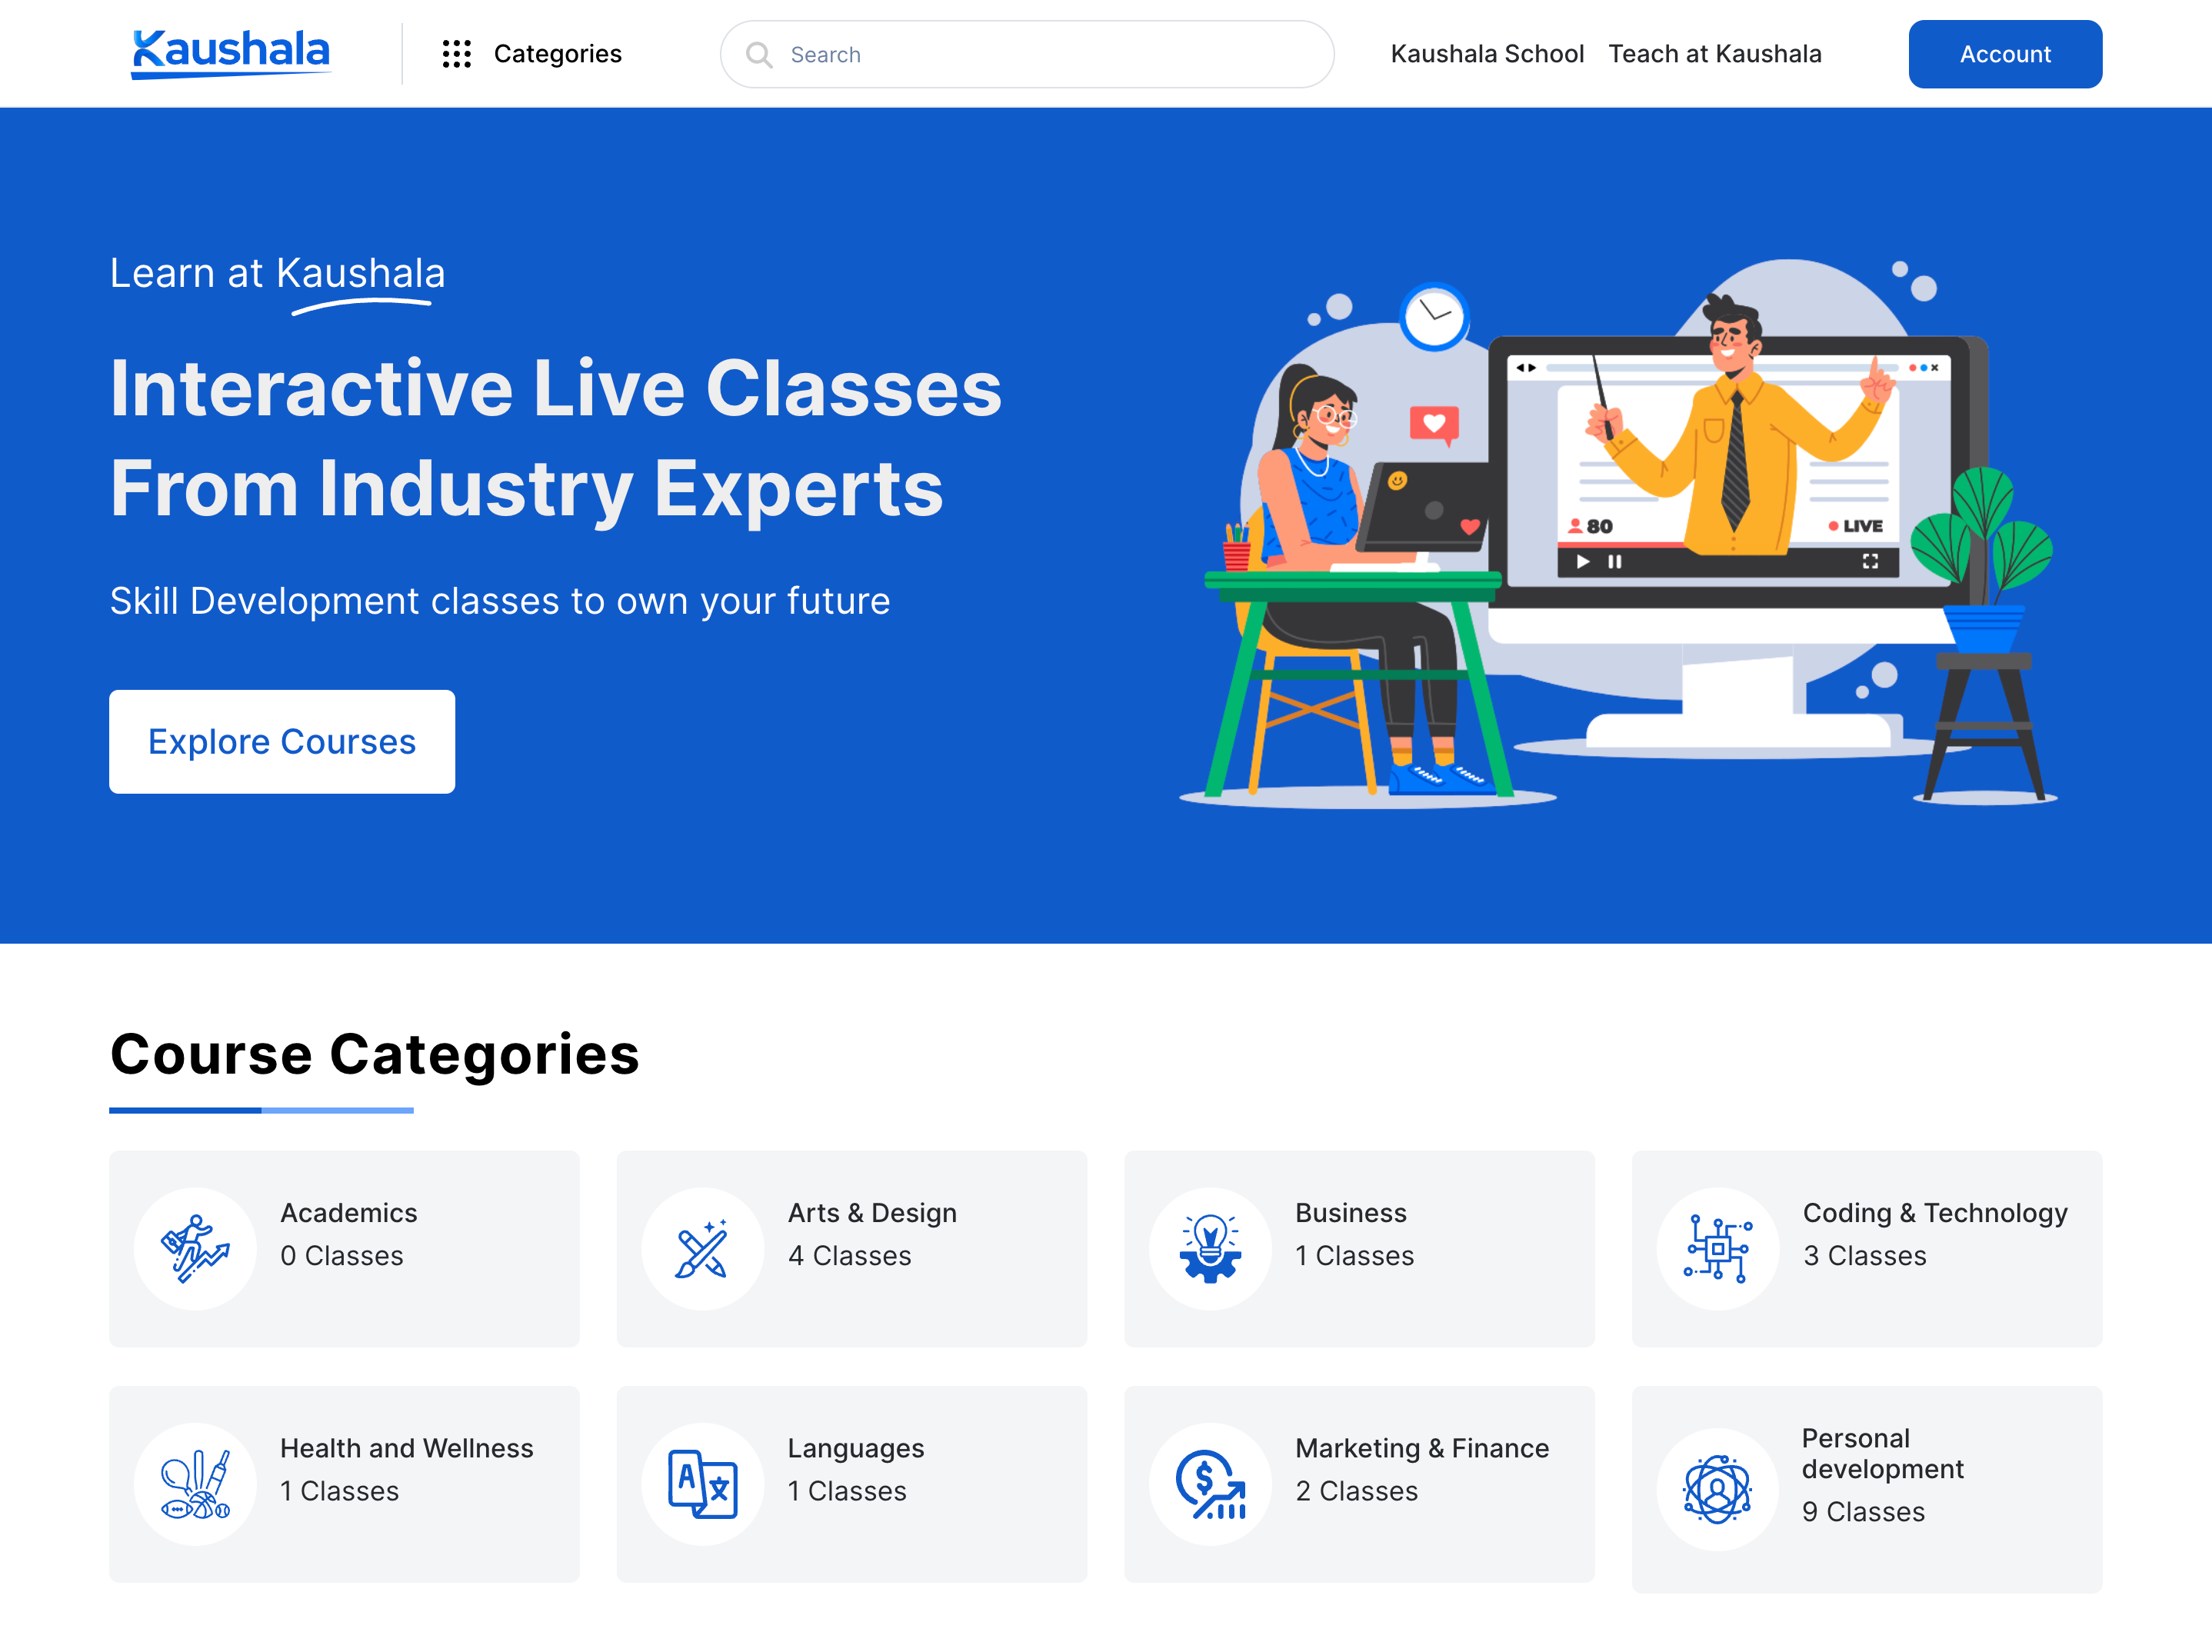 Kaushala
Categories
Search
Kaushala School
Teach at Kaushala
Account
Learn at Kaushala
Interactive Live Classes
From Industry Experts
Skill Development classes to own your future
Explore Courses
80
LIVE
Course Categories
Academics
0 Classes
Arts & Design
4 Classes
Business
1 Classes
Coding & Technology
3 Classes
Health and Wellness
1 Classes
Languages
1 Classes
A
文
Marketing & Finance
2 Classes
$
Personal
development
9 Classes